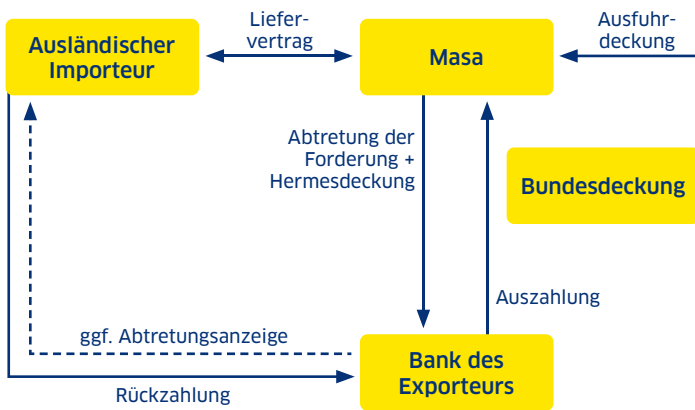 Liefer-
vertrag
Ausfuhr-
deckung
Ausländischer
Importeur
Masa
Abtretung der
Forderung +
Hermesdeckung
Bundesdeckung
Auszahlung
ggf. Abtretungsanzeige
Bank des
Exporteurs
Rückzahlung